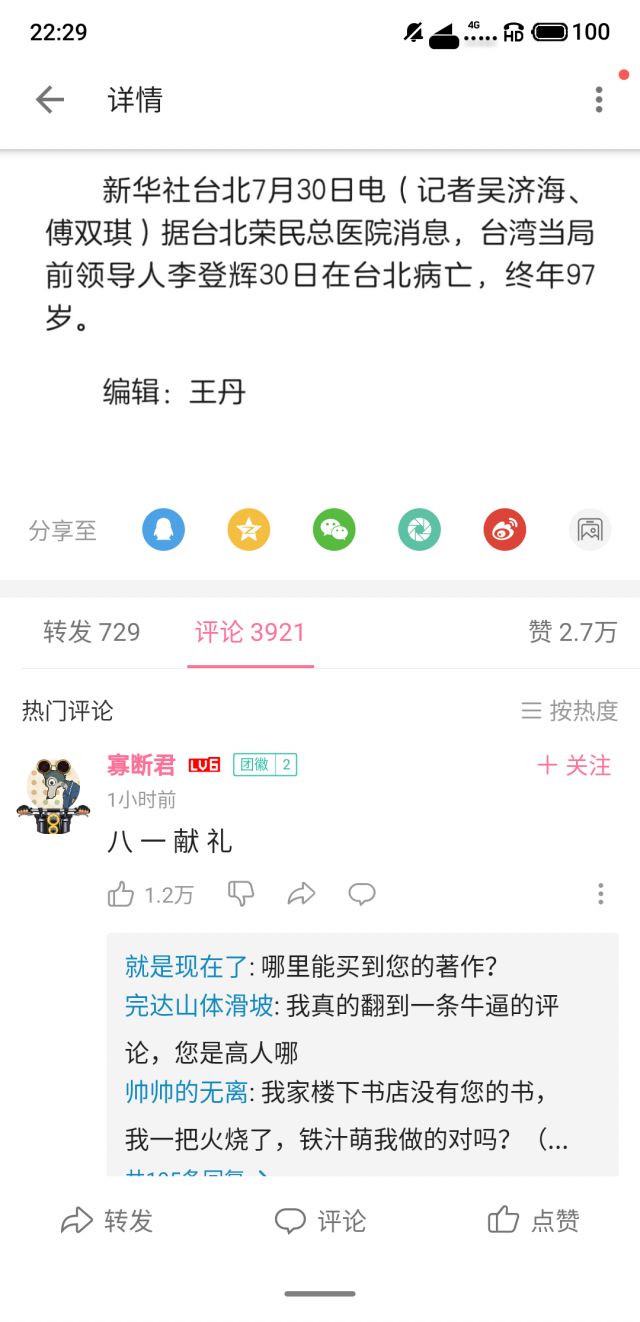 22:29
4G
HD
100
详情
新华社台北7月30日电（记者吴济海、
傅双琪）据台北荣民总医院消息，台湾当局
前领导人李登辉30日在台北病亡，终年97
岁。
编辑：王丹
分享至
转发 729
评论 3921
赞 2.7万
热门评论
按热度
寡断君 LV6 团徽 2
+ 关注
1小时前
八 一 献 礼
1.2万
就是现在了: 哪里能买到您的著作？
完达山体滑坡: 我真的翻到一条牛逼的评
论，您是高人哪
帅帅的无离: 我家楼下书店没有您的书，
我一把火烧了，铁汁萌我做的对吗？（...
转发
评论
点赞